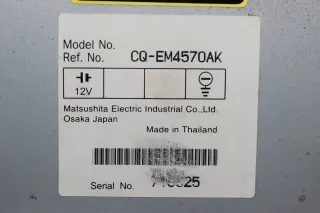 Model No.
Ref. No. CQ-EM4570AK
12V
Matsushita Electric Industrial Co.,Ltd.
Osaka Japan
Made in Thailand
Serial No.